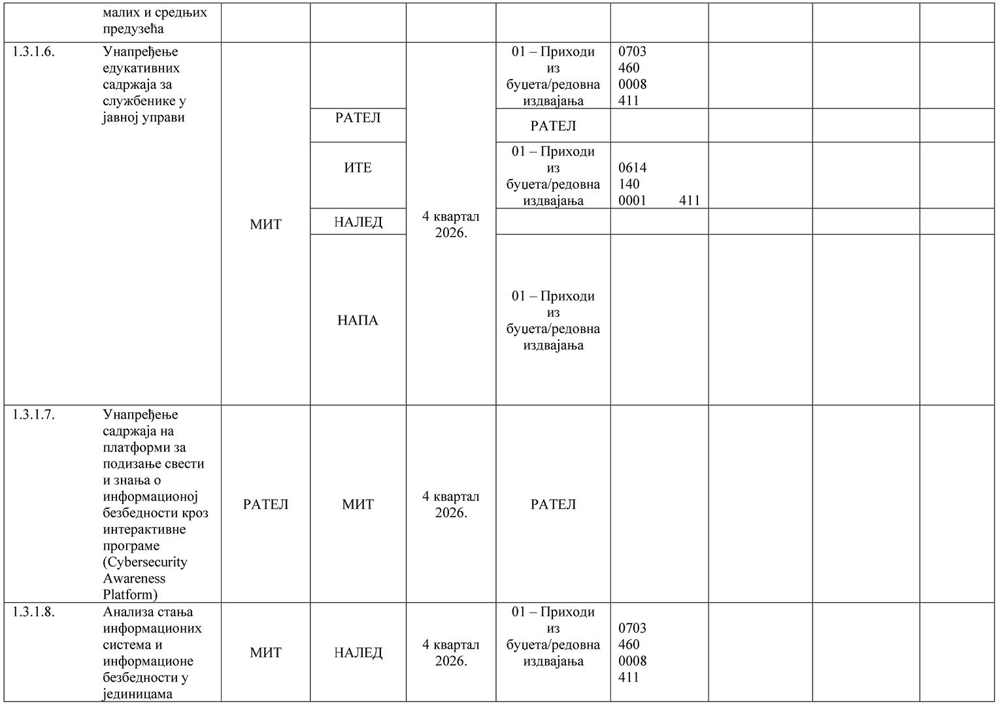 малих и средњих
предузећа
1.3.1.6.
Унапређење
едукативних
садржаја за
службенике у
јавној управи
МИТ
РАТЕЛ
ИТЕ
НАЛЕД
НАПА
4 квартал
2026.
01 – Приходи
из
буџета/редовна
издвајања
0703
460
0008
411
РАТЕЛ
01 – Приходи
из
буџета/редовна
издвајања
0614
140
0001 411
01 – Приходи
из
буџета/редовна
издвајања
1.3.1.7.
Унапређење
садржаја на
платформи за
подизање свести
и знања о
информационој
безбедности кроз
интерактивне
програме
(Cybersecurity
Awareness
Platform)
РАТЕЛ
МИТ
4 квартал
2026.
РАТЕЛ
1.3.1.8.
Анализа стања
информационих
система и
информационе
безбедности у
јединицама
МИТ
НАЛЕД
4 квартал
2026.
01 – Приходи
из
буџета/редовна
издвајања
0703
460
0008
411